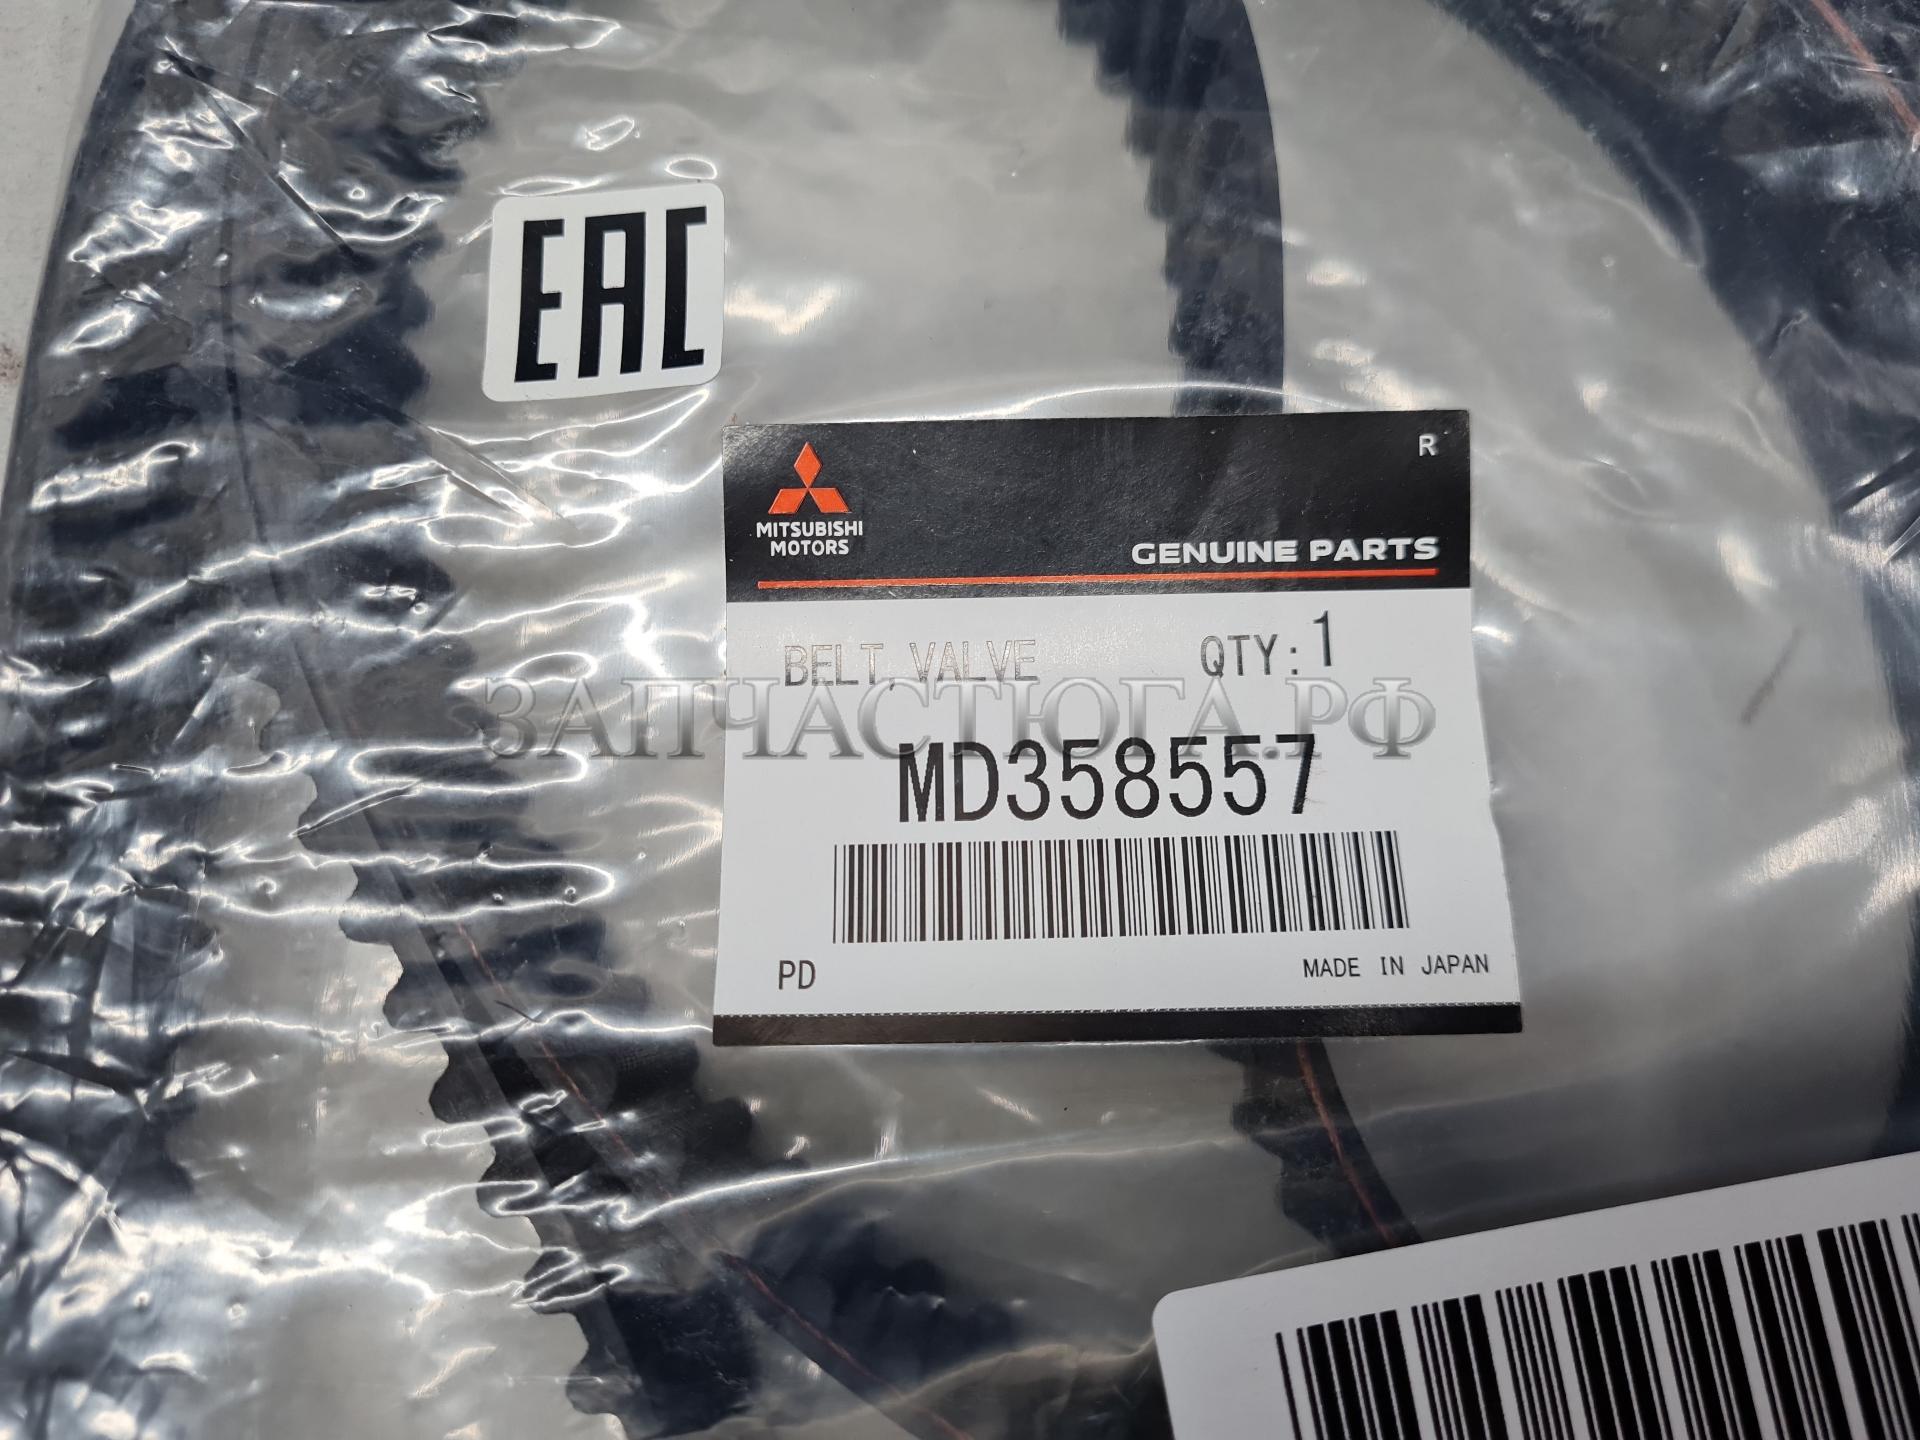 EAC
R
MITSUBISHI
MOTORS
GENUINE PARTS
BELT, VALVE QTY: 1
ЗАПЧАСТЮГА.РФ
MD358557
PD MADE IN JAPAN